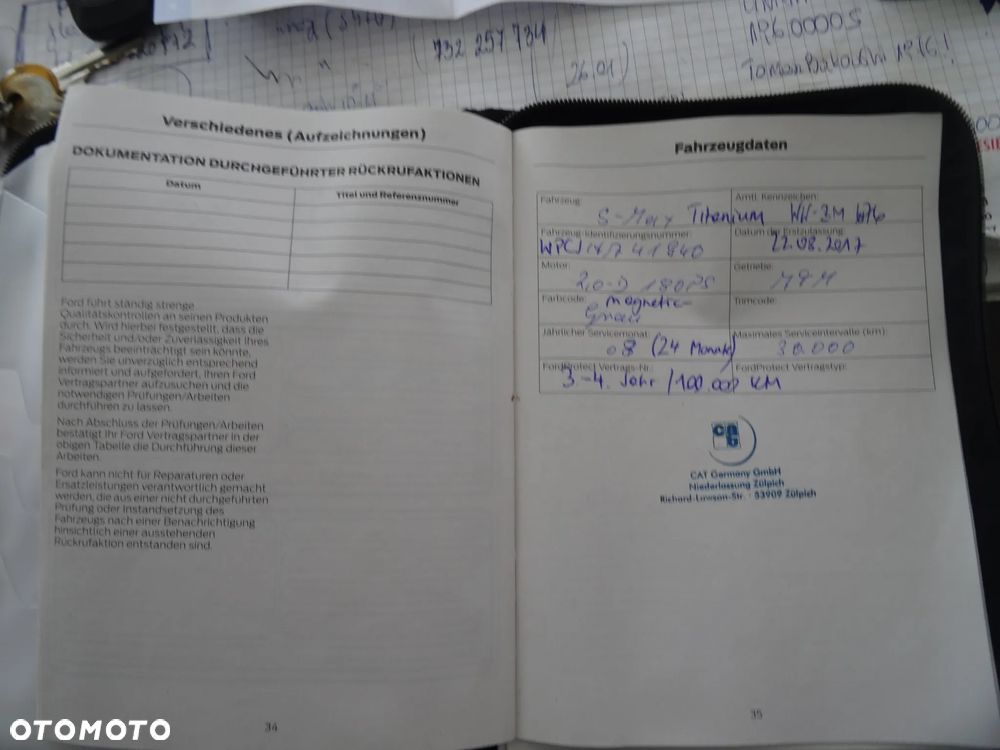 (732 257 734
26.01)
NR600005
Verschiedenes (Aufzeichnungen)
DOKUMENTATION DURCHGEFÜHRTER RÜCKRUFAKTIONEN
Datum
Titel und Referenznummer
Ford führt ständig strenge
Qualitätskontrollen an seinen Produkten
durch. Wird hierbei festgestellt, dass die
Sicherheit und/oder Zuverlässigkeit Ihres
Fahrzeugs beeinträchtigt sein könnte,
werden Sie unverzüglich entsprechend
informiert und aufgefordert, Ihren Ford
Vertragspartner aufzusuchen und die
notwendigen Prüfungen/Arbeiten
durchführen zu lassen.
Nach Abschluss der Prüfungen/Arbeiten
bestätigt Ihr Ford Vertragspartner in der
obigen Tabelle die Durchführung dieser
Arbeiten.
Ford kann nicht für Reparaturen oder
Ersatzleistungen verantwortlich gemacht
werden, die aus einer nicht durchgeführten
Prüfung oder Instandsetzung des
Fahrzeugs nach einer Benachrichtigung
hinsichtlich einer ausstehenden
Rückrufaktion entstanden sind.
34
Fahrzeugdaten
Fahrzeug: S-Max Titanium
Amtl. Kennzeichen:
Fahrzeug-Identifizierungsnummer:
Datum der Erstzulassung: 22.08.2017
Motor: 2,0-D 180PS
Getriebe:
Farbcode: Magnetic-
Grau
Trimcode:
Jährlicher Servicemonat: 08 (24 Monate)
Maximales Serviceintervalle (km): 30.000
FordProtect Vertrags-Nr.: 3-4. Jahr / 100.000 KM
FordProtect Vertragstyp:
CAT Germany GmbH
Niederlassung Zülpich
Richard-Lawson-Str. · 53909 Zülpich
35
OTOMOTO